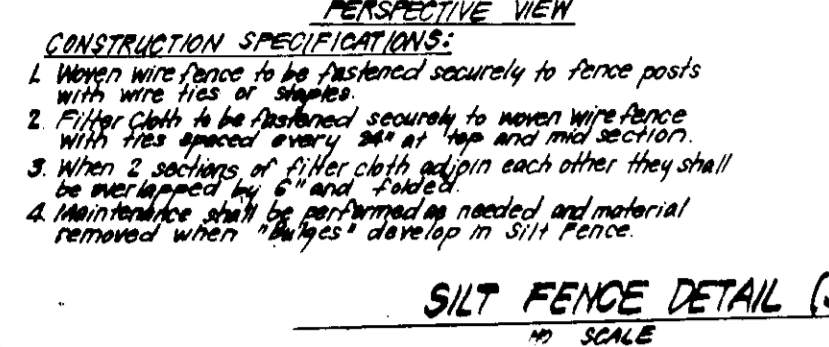 PERSPECTIVE VIEW
CONSTRUCTION SPECIFICATIONS:
1. Woven wire fence to be fastened securely to fence posts
with wire ties or staples.
2. Filter Cloth to be fastened securely to woven wire fence
with ties spaced every 24" at top and mid section.
3. When 2 sections of filter cloth adjoin each other they shall
be overlapped by 6" and folded.
4. Maintenance shall be performed as needed and material
removed when "Bulges" develop in Silt Fence.
SILT FENCE DETAIL (
NO SCALE